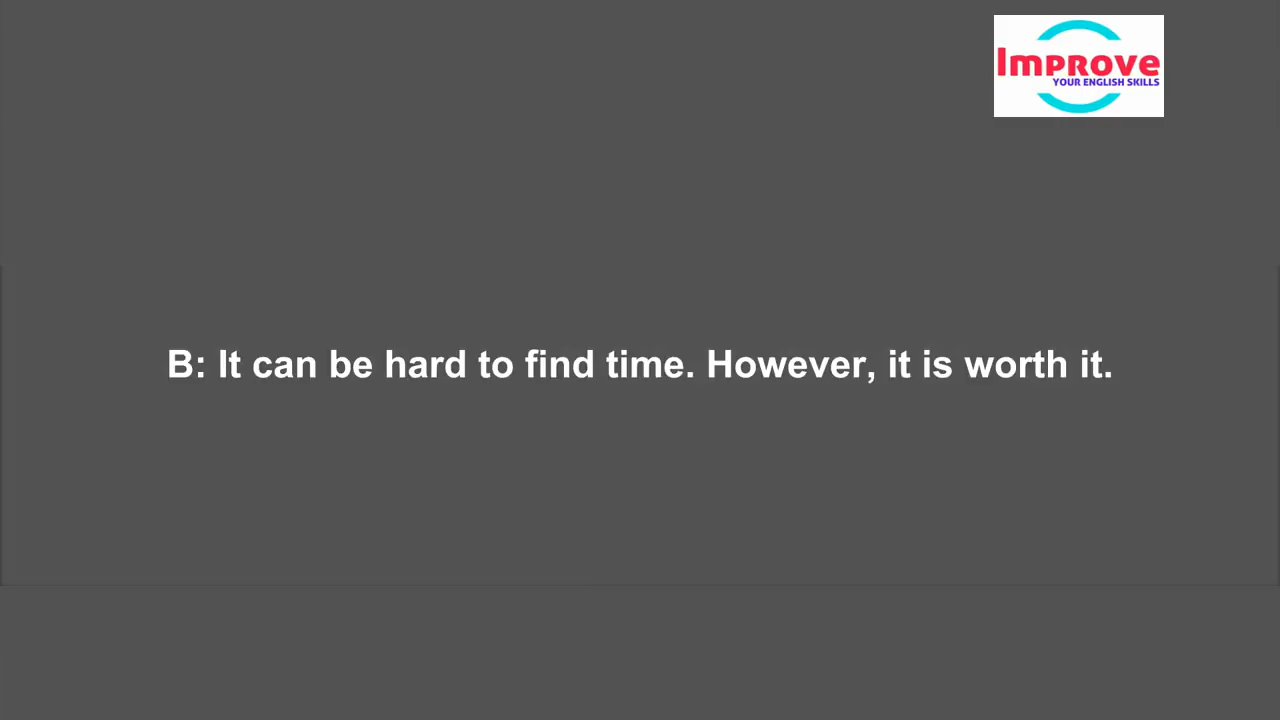 Improve
YOUR ENGLISH SKILLS
B: It can be hard to find time. However, it is worth it.